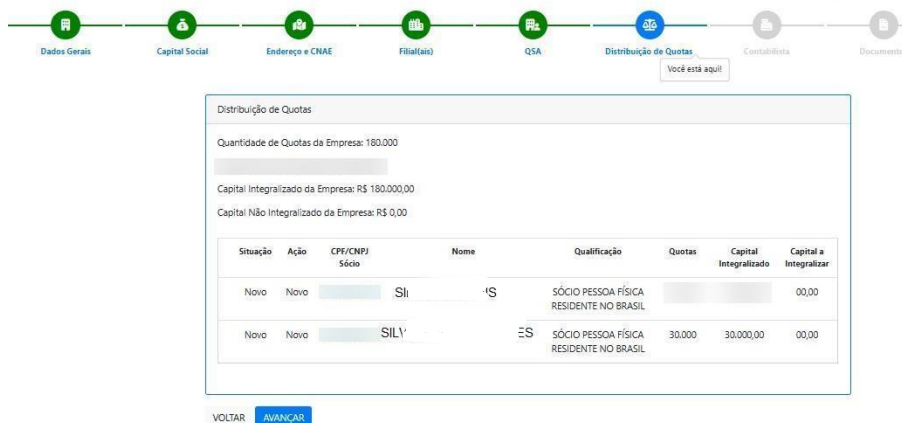 Dados Gerais
Capital Social
Endereço e CNAE
Filial(ais)
QSA
Distribuição de Quotas
Contabilista
Document
Você está aqui!
Distribuição de Quotas
Quantidade de Quotas da Empresa: 180.000
Capital Integralizado da Empresa: R$ 180.000,00
Capital Não Integralizado da Empresa: R$ 0,00
Situação Ação CPF/CNPJ Sócio Nome Qualificação Quotas Capital Integralizado Capital a Integralizar
Novo Novo SÓCIO PESSOA FÍSICA 00,00
RESIDENTE NO BRASIL
Novo Novo SÓCIO PESSOA FÍSICA 30.000 30.000,00 00,00
RESIDENTE NO BRASIL
VOLTAR AVANÇAR